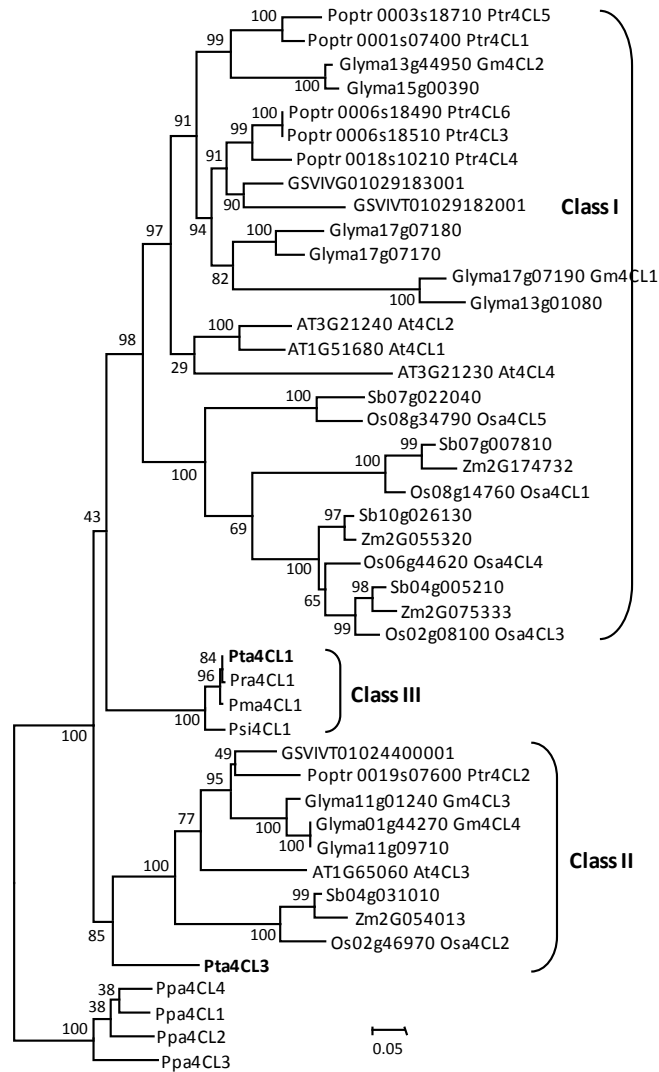 100
Poptr 0003s18710 Ptr4CL5
99
Poptr 0001s07400 Ptr4CL1
Glyma13g44950 Gm4CL2
100
Glyma15g00390
91
100
Poptr 0006s18490 Ptr4CL6
99
Poptr 0006s18510 Ptr4CL3
91
Poptr 0018s10210 Ptr4CL4
GSVIVG01029183001
90
GSVIVT01029182001
Class I
97
94
100
Glyma17g07180
Glyma17g07170
82
Glyma17g07190 Gm4CL1
100
Glyma13g01080
98
100
AT3G21240 At4CL2
AT1G51680 At4CL1
29
AT3G21230 At4CL4
100
Sb07g022040
Os08g34790 Osa4CL5
100
99
Sb07g007810
100
Zm2G174732
Os08g14760 Osa4CL1
43
69
97
Sb10g026130
Zm2G055320
100
Os06g44620 Osa4CL4
65
98
Sb04g005210
Zm2G075333
99
Os02g08100 Osa4CL3
84
Pta4CL1
96
Pra4CL1
Class III
Pma4CL1
100
Psi4CL1
100
49
GSVIVT01024400001
95
Poptr 0019s07600 Ptr4CL2
Glyma11g01240 Gm4CL3
77
100
Glyma01g44270 Gm4CL4
100
Glyma11g09710
Class II
100
AT1G65060 At4CL3
99
Sb04g031010
Zm2G054013
100
Os02g46970 Osa4CL2
85
Pta4CL3
38
Ppa4CL4
38
Ppa4CL1
100
Ppa4CL2
Ppa4CL3
0.05